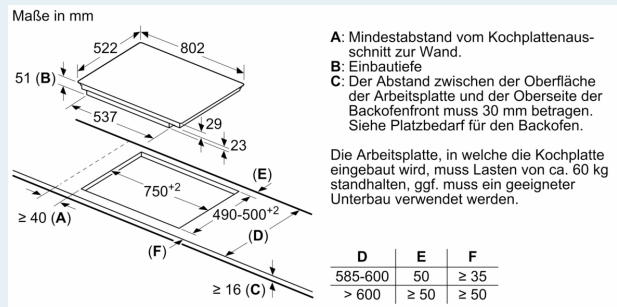 Maße in mm
522
802
51 (B)
537
29
23
(E)
750+2
490-500+2
≥ 40 (A)
(D)
(F)
≥ 16 (C)
A: Mindestabstand vom Kochplattenaus-
schnitt zur Wand.
B: Einbautiefe
C: Der Abstand zwischen der Oberfläche
der Arbeitsplatte und der Oberseite der
Backofenfront muss 30 mm betragen.
Siehe Platzbedarf für den Backofen.
Die Arbeitsplatte, in welche die Kochplatte
eingebaut wird, muss Lasten von ca. 60 kg
standhalten, ggf. muss ein geeigneter
Unterbau verwendet werden.
D E F
585-600 50 ≥ 35
> 600 ≥ 50 ≥ 50